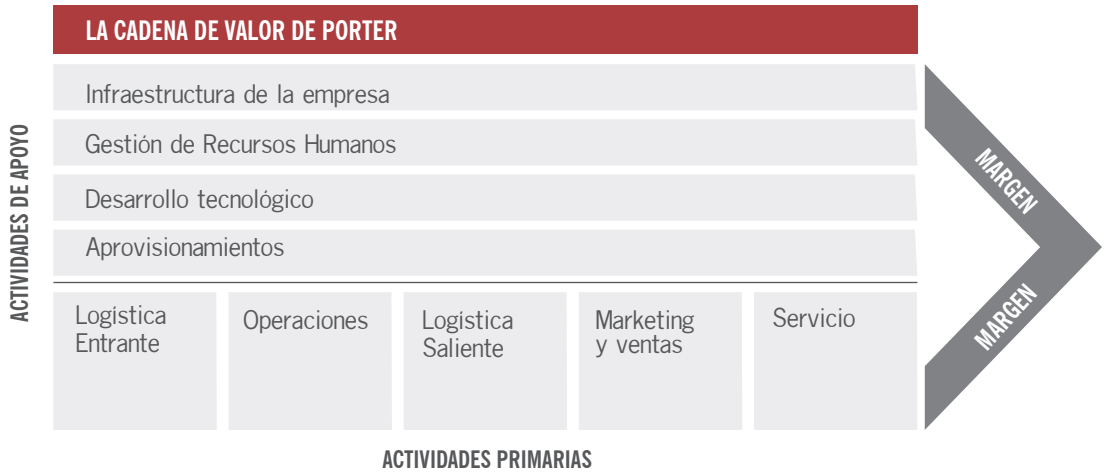 LA CADENA DE VALOR DE PORTER
ACTIVIDADES DE APOYO
Infraestructura de la empresa
Gestión de Recursos Humanos
Desarrollo tecnológico
Aprovisionamientos
Logística
Entrante
Operaciones
Logística
Saliente
Marketing
y ventas
Servicio
MARGEN
MARGEN
ACTIVIDADES PRIMARIAS